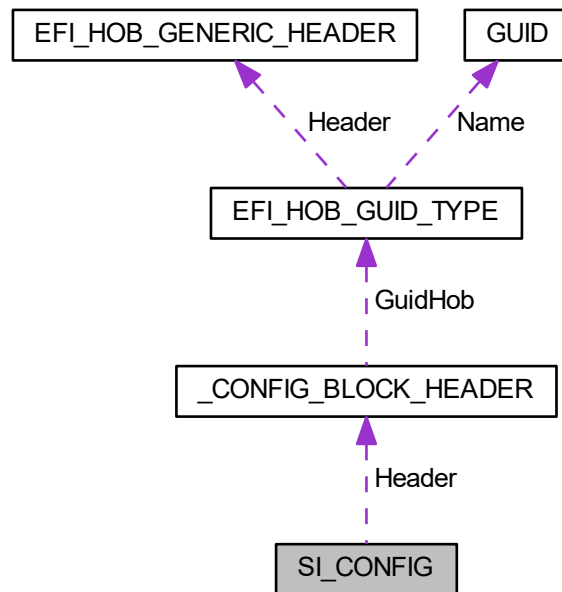 EFI_HOB_GENERIC_HEADER
GUID
Header
Name
EFI_HOB_GUID_TYPE
GuidHob
_CONFIG_BLOCK_HEADER
Header
SI_CONFIG